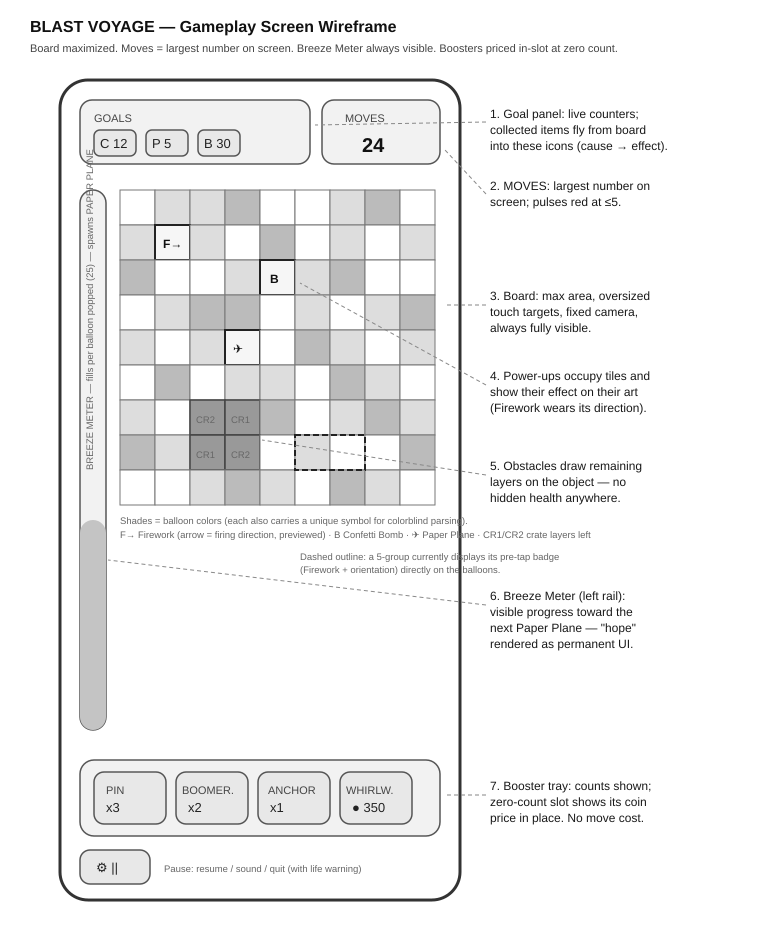 BLAST VOYAGE — Gameplay Screen Wireframe
Board maximized. Moves = largest number on screen. Breeze Meter always visible. Boosters priced in-slot at zero count.
GOALS
C 12 P 5 B 30
MOVES
24
1. Goal panel: live counters;
collected items fly from board
into these icons (cause → effect).
2. MOVES: largest number on
screen; pulses red at ≤5.
BREEZE METER — fills per balloon popped (25) — spawns PAPER PLANE
F→
B
✈
CR2 CR1
CR1 CR2
3. Board: max area, oversized
touch targets, fixed camera,
always fully visible.
4. Power-ups occupy tiles and
show their effect on their art
(Firework wears its direction).
5. Obstacles draw remaining
layers on the object — no
hidden health anywhere.
Shades = balloon colors (each also carries a unique symbol for colorblind parsing).
F→ Firework (arrow = firing direction, previewed) · B Confetti Bomb · ✈ Paper Plane · CR1/CR2 crate layers left
Dashed outline: a 5-group currently displays its pre-tap badge
(Firework + orientation) directly on the balloons.
6. Breeze Meter (left rail):
visible progress toward the
next Paper Plane — "hope"
rendered as permanent UI.
PIN
x3
BOOMER.
x2
ANCHOR
x1
WHIRLW.
● 350
7. Booster tray: counts shown;
zero-count slot shows its coin
price in place. No move cost.
⚙ ||
Pause: resume / sound / quit (with life warning)